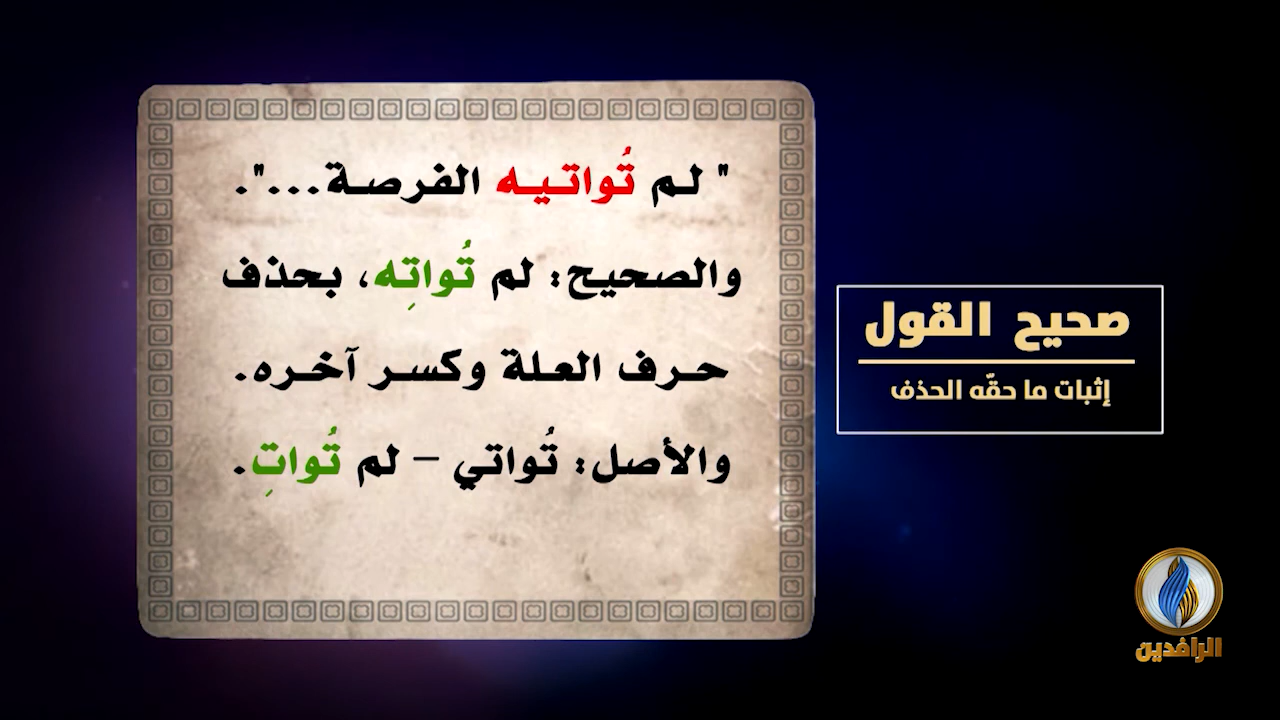 " لم تُواتيه الفرصة...".
والصحيح: لم تُواتِه، بحذف
حرف العلة وكسر آخره.
والأصل: تُواتي – لم تُواتِ.
صحيح القول
إثبات ما حقّه الحذف
الرافدين